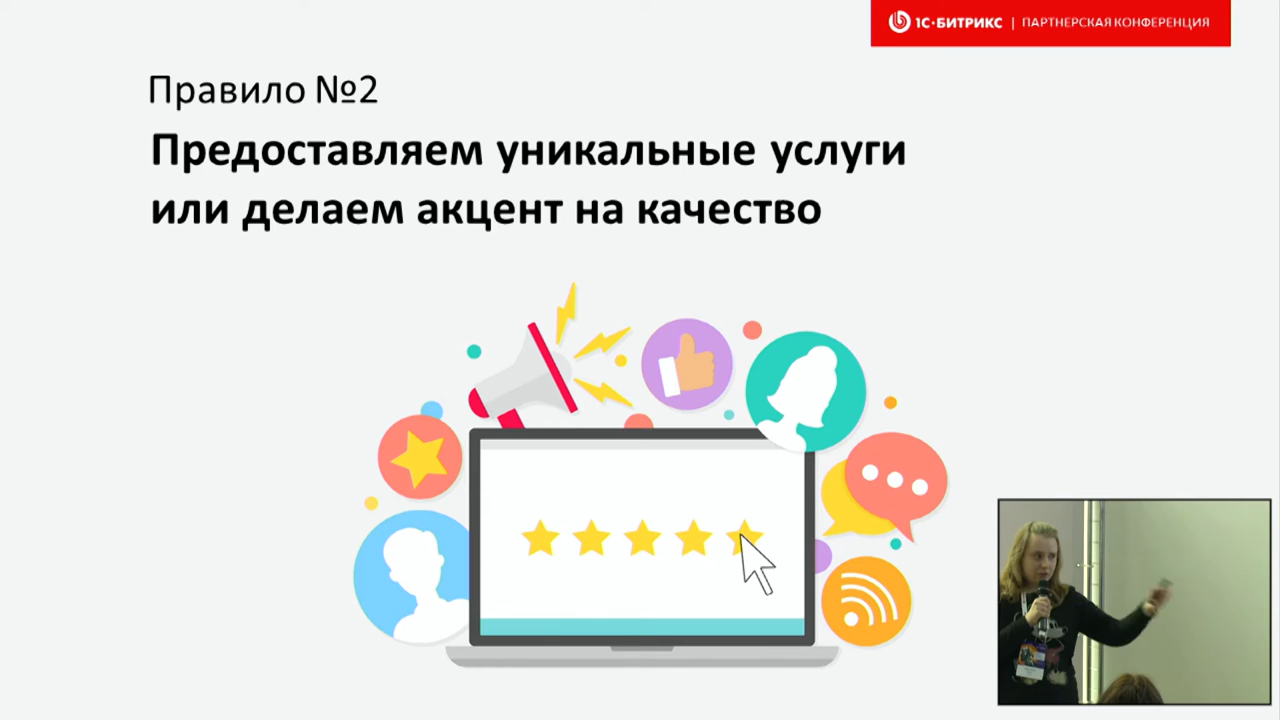 1С·БИТРИКС | ПАРТНЕРСКАЯ КОНФЕРЕНЦИЯ
Правило №2
Предоставляем уникальные услуги
или делаем акцент на качество